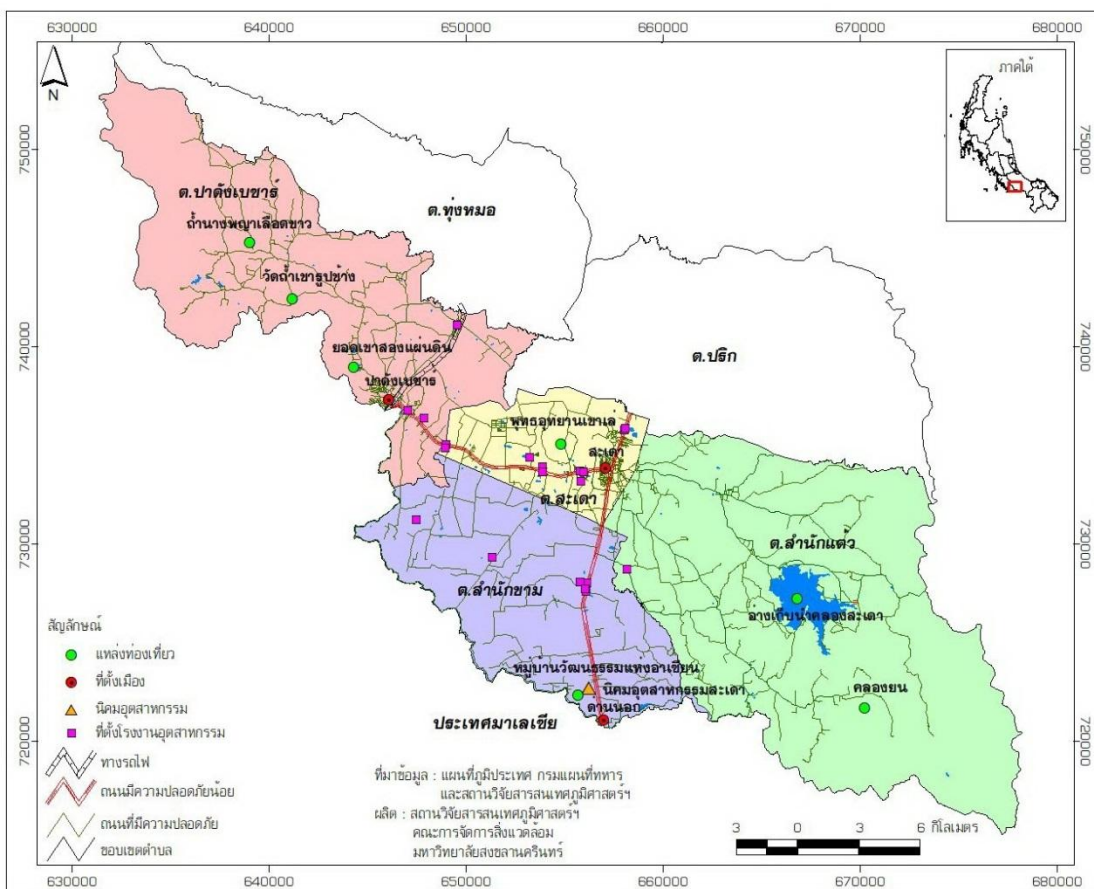 630000 640000 650000 660000 670000 680000
N
ภาคใต้
750000 750000
ต.ปาดังเบซาร์
ต.ทุ่งหมอ
ถ้ำนางพญาเลือดขาว
วัดถ้ำเขารูปช้าง
740000 740000
ยอดเขาสองแผ่นดิน
ต.ปริก
ปาดังเบซาร์
พุทธอุทยานเขาเล
สะเดา
ต.สะเดา
730000 730000
ต.สำนักแต้ว
ต.สำนักขาม
อ่างเก็บน้ำคลองสะเดา
หมู่บ้านวัฒนธรรมแห่งอาเซียน
นิคมอุตสาหกรรมสะเดา
คลองยน
ด่านนอก
ประเทศมาเลเซีย
720000 720000
สัญลักษณ์
แหล่งท่องเที่ยว
ที่ตั้งเมือง
นิคมอุตสาหกรรม
ที่ตั้งโรงงานอุตสาหกรรม
ทางรถไฟ
ถนนมีความปลอดภัยน้อย
ถนนที่มีความปลอดภัย
ขอบเขตตำบล
ที่มาข้อมูล : แผนที่ภูมิประเทศ กรมแผนที่ทหาร
และสถานวิจัยสารสนเทศภูมิศาสตร์ฯ
ผลิต : สถานวิจัยสารสนเทศภูมิศาสตร์ฯ
คณะการจัดการสิ่งแวดล้อม
มหาวิทยาลัยสงขลานครินทร์
3 0 3 6 กิโลเมตร
630000 640000 650000 660000 670000 680000